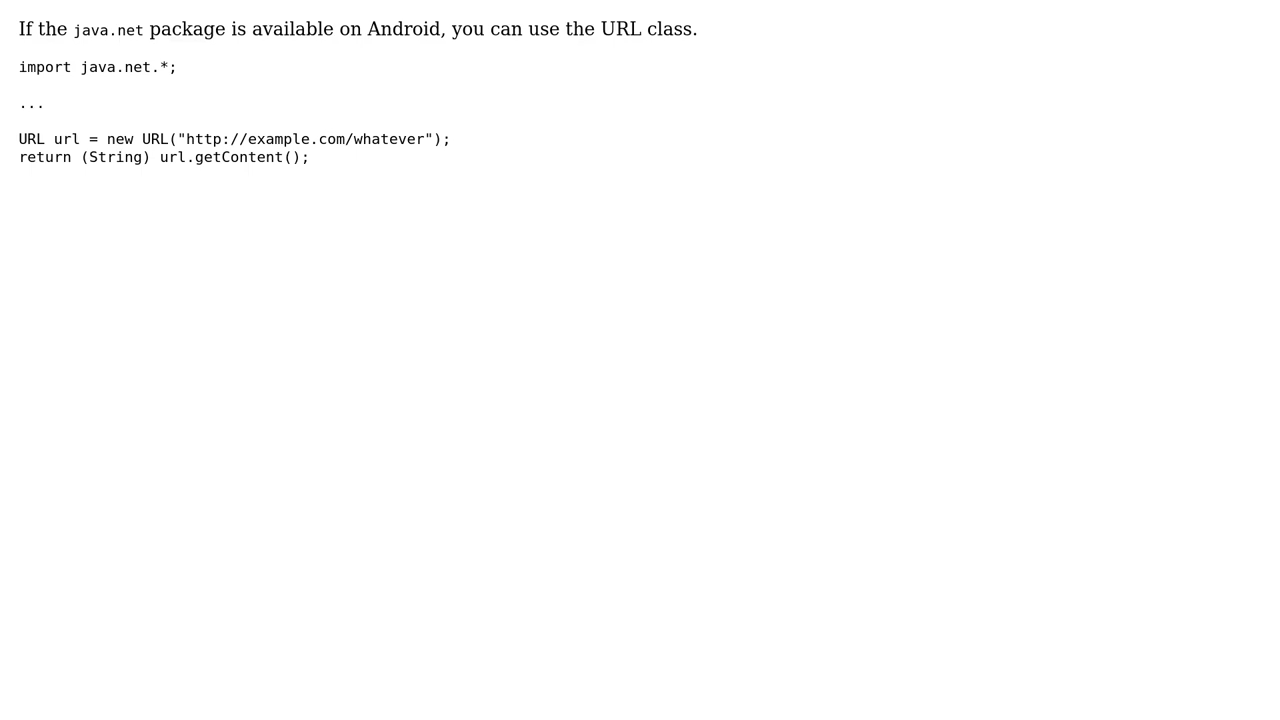 If the java.net package is available on Android, you can use the URL class.
import java.net.*;
...
URL url = new URL("http://example.com/whatever");
return (String) url.getContent();